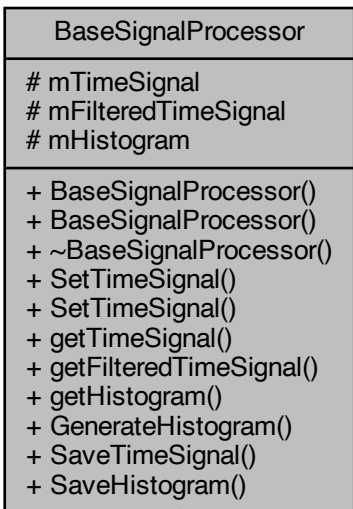 BaseSignalProcessor
# mTimeSignal
# mFilteredTimeSignal
# mHistogram
+ BaseSignalProcessor()
+ BaseSignalProcessor()
+ ~BaseSignalProcessor()
+ SetTimeSignal()
+ SetTimeSignal()
+ getTimeSignal()
+ getFilteredTimeSignal()
+ getHistogram()
+ GenerateHistogram()
+ SaveTimeSignal()
+ SaveHistogram()